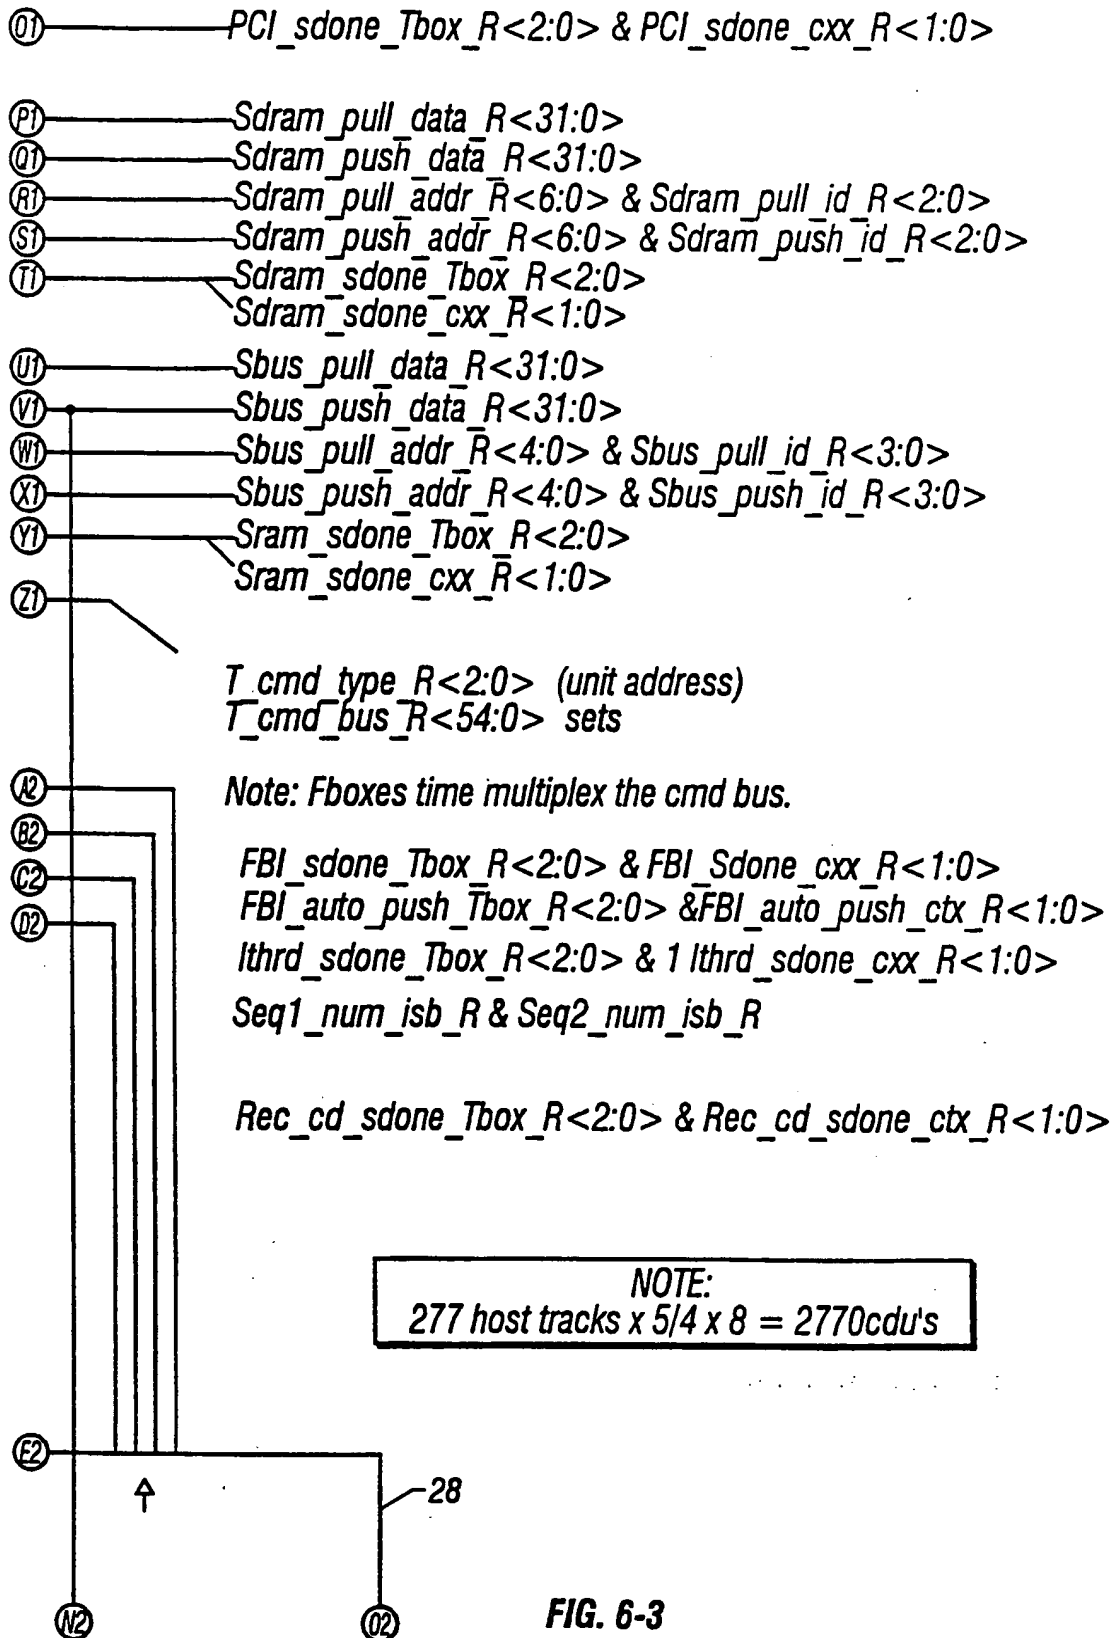 O1 PCI_sdone_Tbox_R<2:0> & PCI_sdone_cxx_R<1:0>
P1 Sdram_pull_data_R<31:0>
Q1 Sdram_push_data_R<31:0>
R1 Sdram_pull_addr_R<6:0> & Sdram_pull_id_R<2:0>
S1 Sdram_push_addr_R<6:0> & Sdram_push_id_R<2:0>
T1 Sdram_sdone_Tbox_R<2:0>
Sdram_sdone_cxx_R<1:0>
U1 Sbus_pull_data_R<31:0>
V1 Sbus_push_data_R<31:0>
W1 Sbus_pull_addr_R<4:0> & Sbus_pull_id_R<3:0>
X1 Sbus_push_addr_R<4:0> & Sbus_push_id_R<3:0>
Y1 Sram_sdone_Tbox_R<2:0>
Sram_sdone_cxx_R<1:0>
Z1
T_cmd_type_R<2:0> (unit address)
T_cmd_bus_R<54:0> sets
A2 Note: Fboxes time multiplex the cmd bus.
B2
FBI_sdone_Tbox_R<2:0> & FBI_Sdone_cxx_R<1:0>
C2
FBI_auto_push_Tbox_R<2:0> &FBI_auto_push_ctx_R<1:0>
D2
Ithrd_sdone_Tbox_R<2:0> & 1 Ithrd_sdone_cxx_R<1:0>
Seq1_num_isb_R & Seq2_num_isb_R
Rec_cd_sdone_Tbox_R<2:0> & Rec_cd_sdone_ctx_R<1:0>
NOTE:
277 host tracks x 5/4 x 8 = 2770cdu's
E2
28
N2
O2
FIG. 6-3